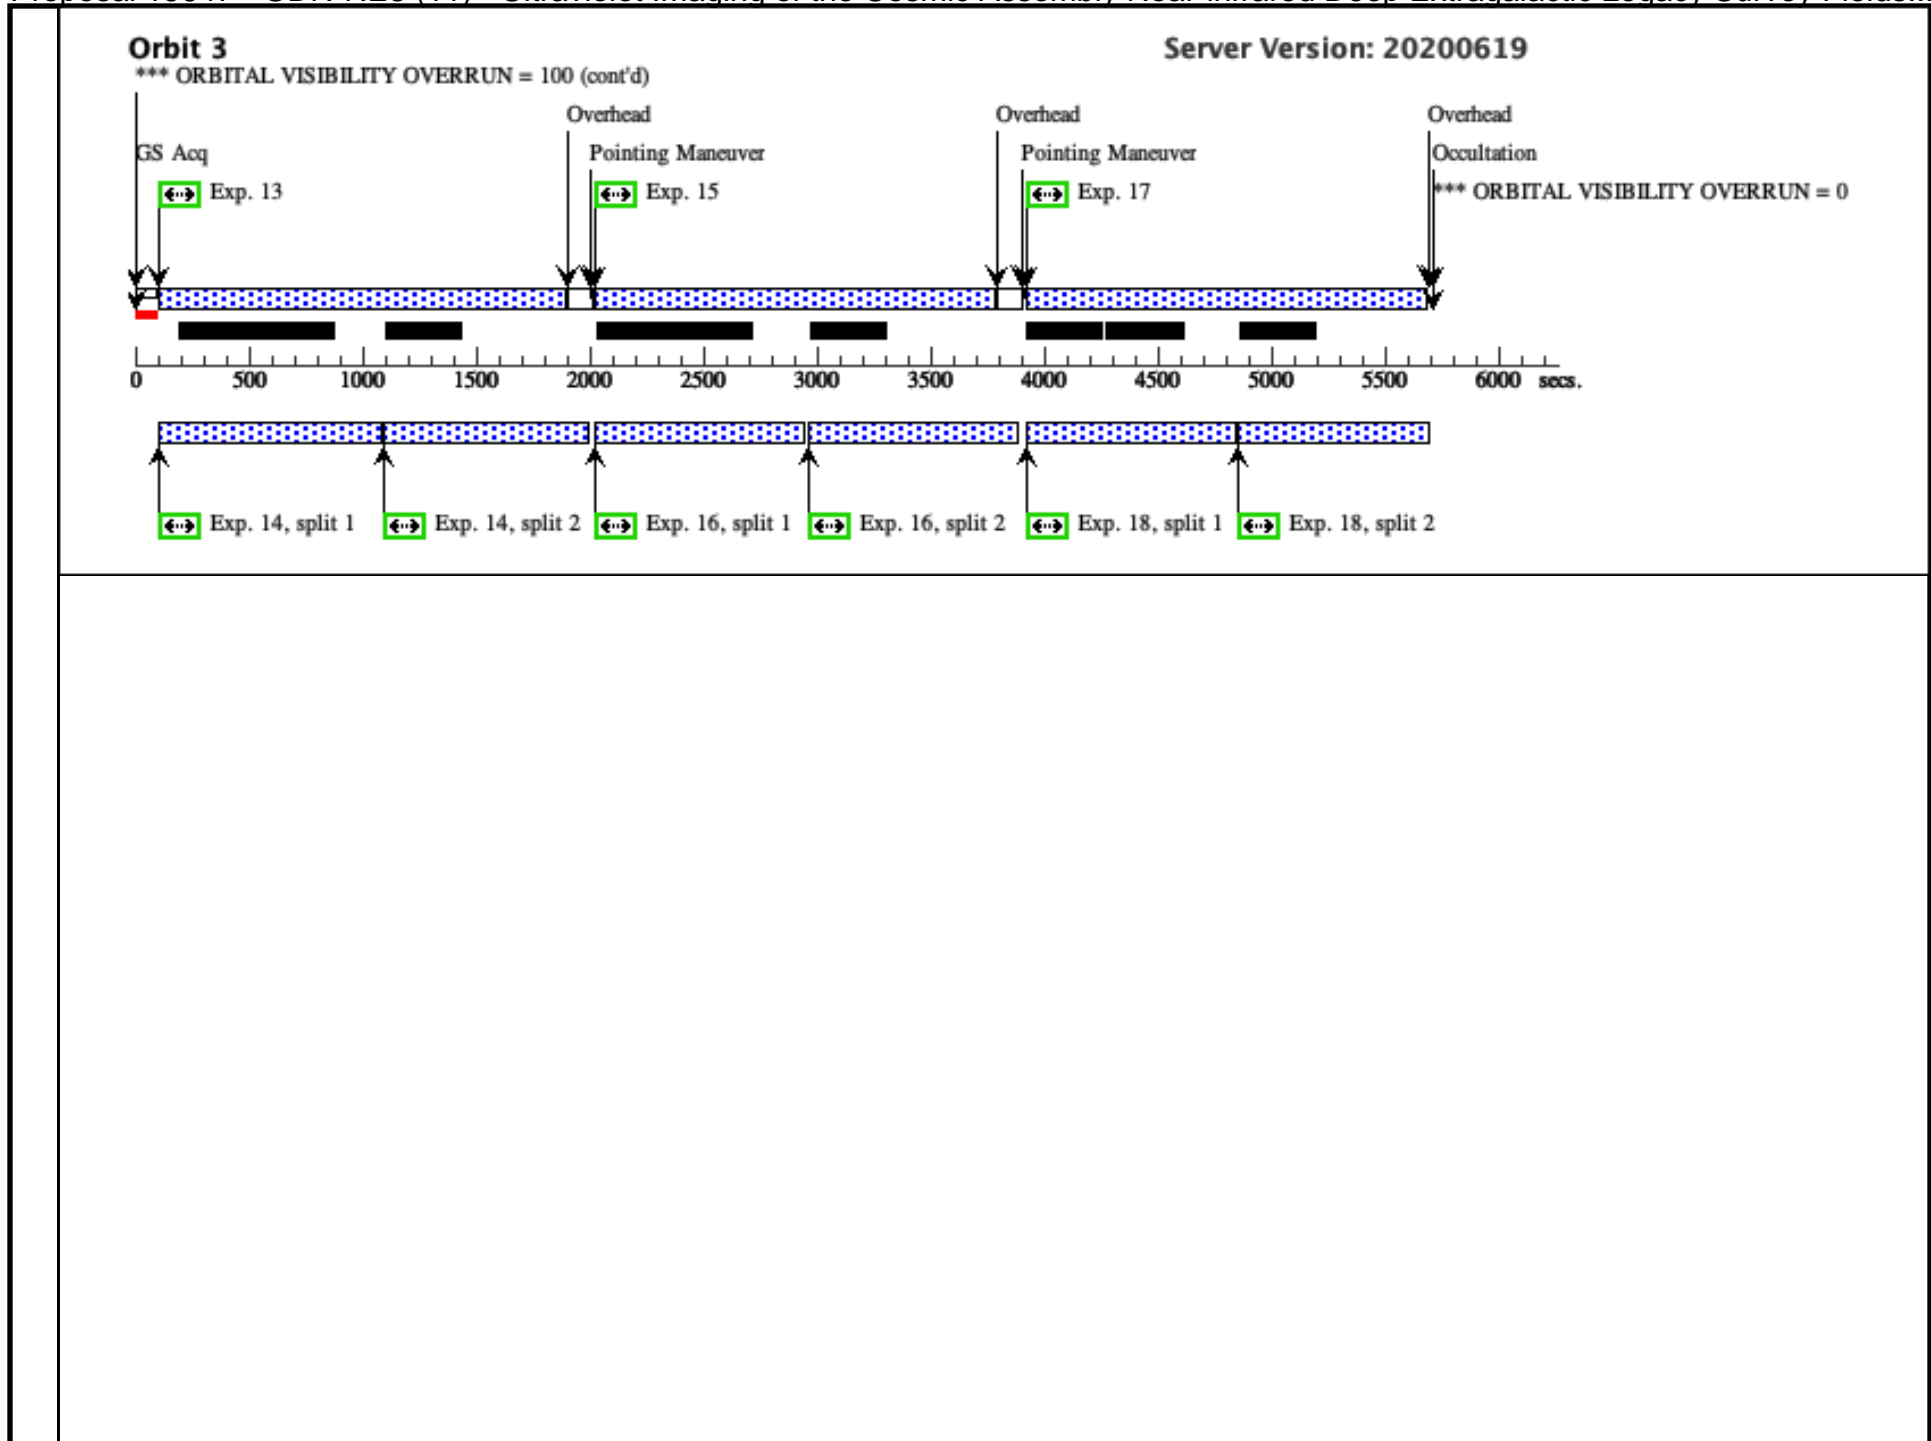 Orbit 3
Server Version: 20200619
*** ORBITAL VISIBILITY OVERRUN = 100 (cont'd)
Overhead
Overhead
Overhead
GS Acq
Pointing Maneuver
Pointing Maneuver
Occultation
Exp. 13
Exp. 15
Exp. 17
*** ORBITAL VISIBILITY OVERRUN = 0
0 500 1000 1500 2000 2500 3000 3500 4000 4500 5000 5500 6000 secs.
Exp. 14, split 1
Exp. 14, split 2
Exp. 16, split 1
Exp. 16, split 2
Exp. 18, split 1
Exp. 18, split 2